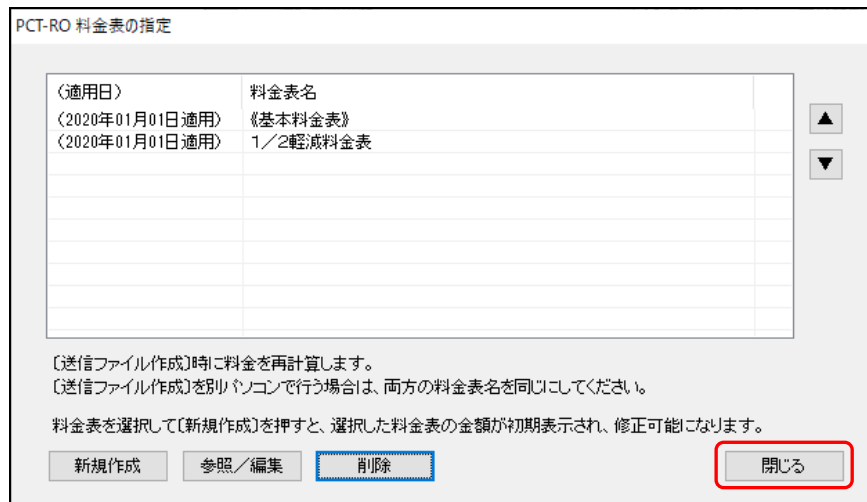 PCT-RO 料金表の指定
（適用日） 料金表名
（2020年01月01日適用） 《基本料金表》
（2020年01月01日適用） １／２軽減料金表
▲
▼
〔送信ファイル作成〕時に料金を再計算します。
〔送信ファイル作成〕を別パソコンで行う場合は、両方の料金表名を同じにしてください。
料金表を選択して〔新規作成〕を押すと、選択した料金表の金額が初期表示され、修正可能になります。
新規作成 参照／編集 削除 閉じる